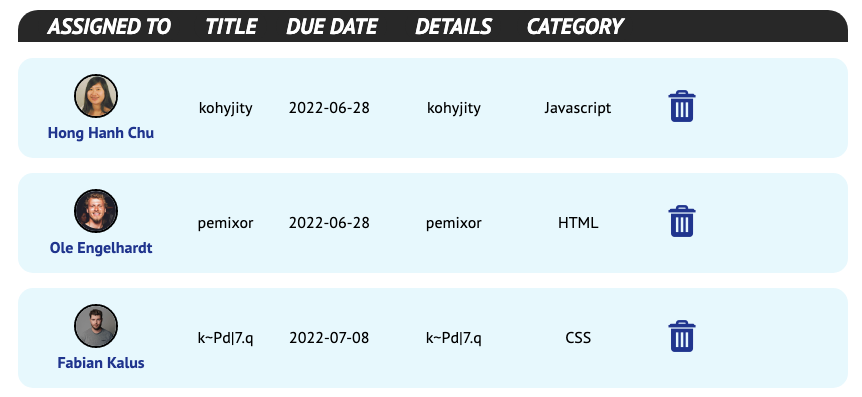 ASSIGNED TO TITLE DUE DATE DETAILS CATEGORY
kohyjity 2022-06-28 kohyjity Javascript
Hong Hanh Chu
pemixor 2022-06-28 pemixor HTML
Ole Engelhardt
k~Pd|7.q 2022-07-08 k~Pd|7.q CSS
Fabian Kalus